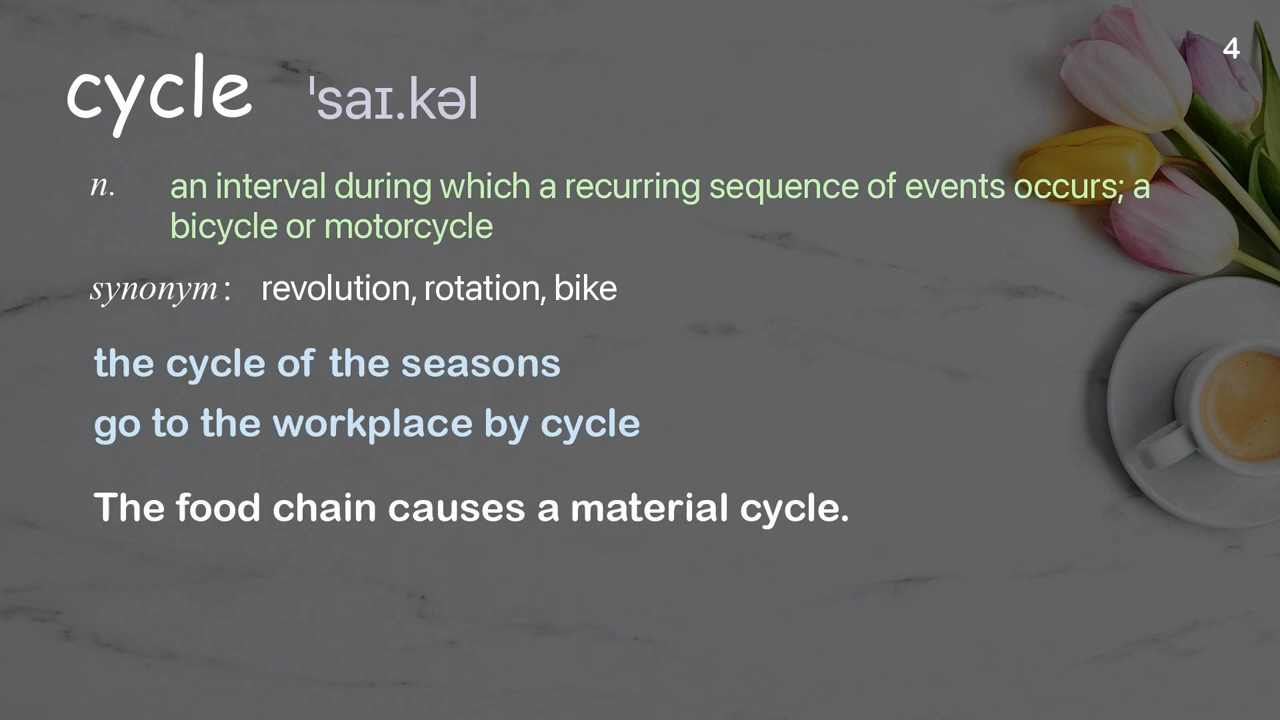 4
cycle ˈsaɪ.kəl
n. an interval during which a recurring sequence of events occurs; a
bicycle or motorcycle
synonym : revolution, rotation, bike
the cycle of the seasons
go to the workplace by cycle
The food chain causes a material cycle.